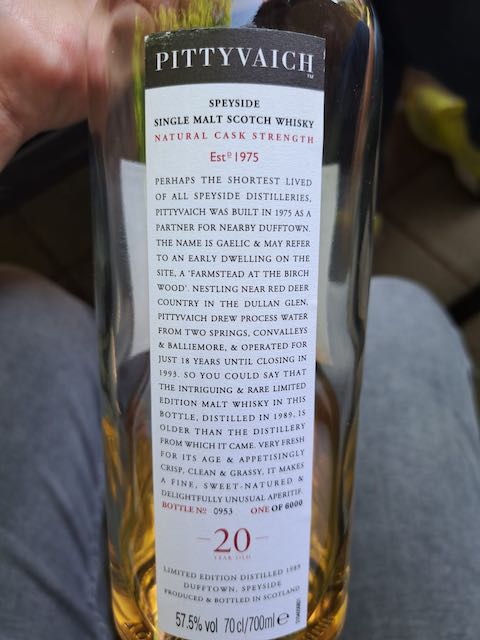 PITTYVAICH
TM
SPEYSIDE
SINGLE MALT SCOTCH WHISKY
NATURAL CASK STRENGTH
Estᴰ 1975
PERHAPS THE SHORTEST LIVED
OF ALL SPEYSIDE DISTILLERIES,
PITTYVAICH WAS BUILT IN 1975 AS A
PARTNER FOR NEARBY DUFFTOWN.
THE NAME IS GAELIC & MAY REFER
TO AN EARLY DWELLING ON THE
SITE, A 'FARMSTEAD AT THE BIRCH
WOOD'. NESTLING NEAR RED DEER
COUNTRY IN THE DULLAN GLEN,
PITTYVAICH DREW PROCESS WATER
FROM TWO SPRINGS, CONVALLEYS
& BALLIEMORE, & OPERATED FOR
JUST 18 YEARS UNTIL CLOSING IN
1993. SO YOU COULD SAY THAT
THE INTRIGUING & RARE LIMITED
EDITION MALT WHISKY IN THIS
BOTTLE, DISTILLED IN 1989, IS
OLDER THAN THE DISTILLERY
FROM WHICH IT CAME. VERY FRESH
FOR ITS AGE & APPETISINGLY
CRISP, CLEAN & GRASSY, IT MAKES
A FINE, SWEET-NATURED &
DELIGHTFULLY UNUSUAL APERITIF.
BOTTLE Nº 0953 ONE OF 6000
20
YEAR OLD
LIMITED EDITION DISTILLED 1989
DUFFTOWN, SPEYSIDE
PRODUCED & BOTTLED IN SCOTLAND
57.5% vol 70 cl/700ml ℮